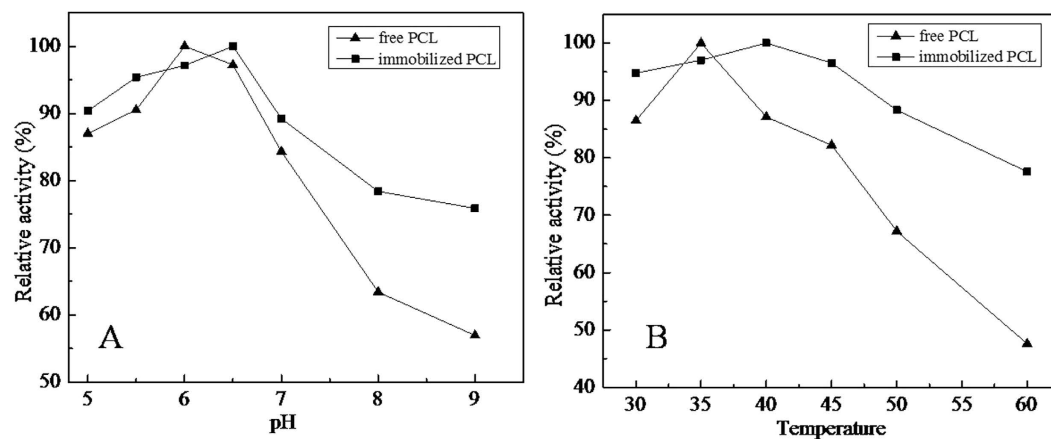 100
90
80
70
60
50
Relative activity (%)
free PCL
immobilized PCL
A
5 6 7 8 9
pH
100
90
80
70
60
50
40
Relative activity (%)
free PCL
immobilized PCL
B
30 35 40 45 50 55 60
Temperature